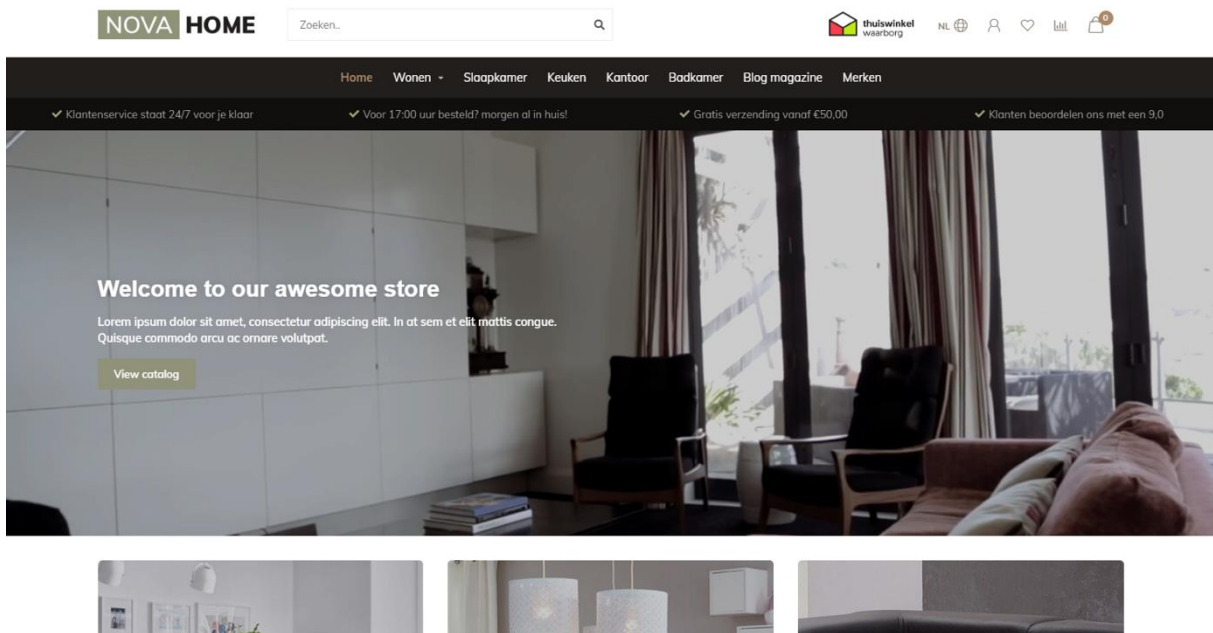 NOVA HOME
Zoeken..
thuiswinkel
waarborg
NL
0
Home Wonen Slaapkamer Keuken Kantoor Badkamer Blog magazine Merken
Klantenservice staat 24/7 voor je klaar
Voor 17:00 uur besteld? morgen al in huis!
Gratis verzending vanaf €50,00
Klanten beoordelen ons met een 9,0
Welcome to our awesome store
Lorem ipsum dolor sit amet, consectetur adipiscing elit. In at sem et elit mattis congue.
Quisque commodo arcu ac ornare volutpat.
View catalog